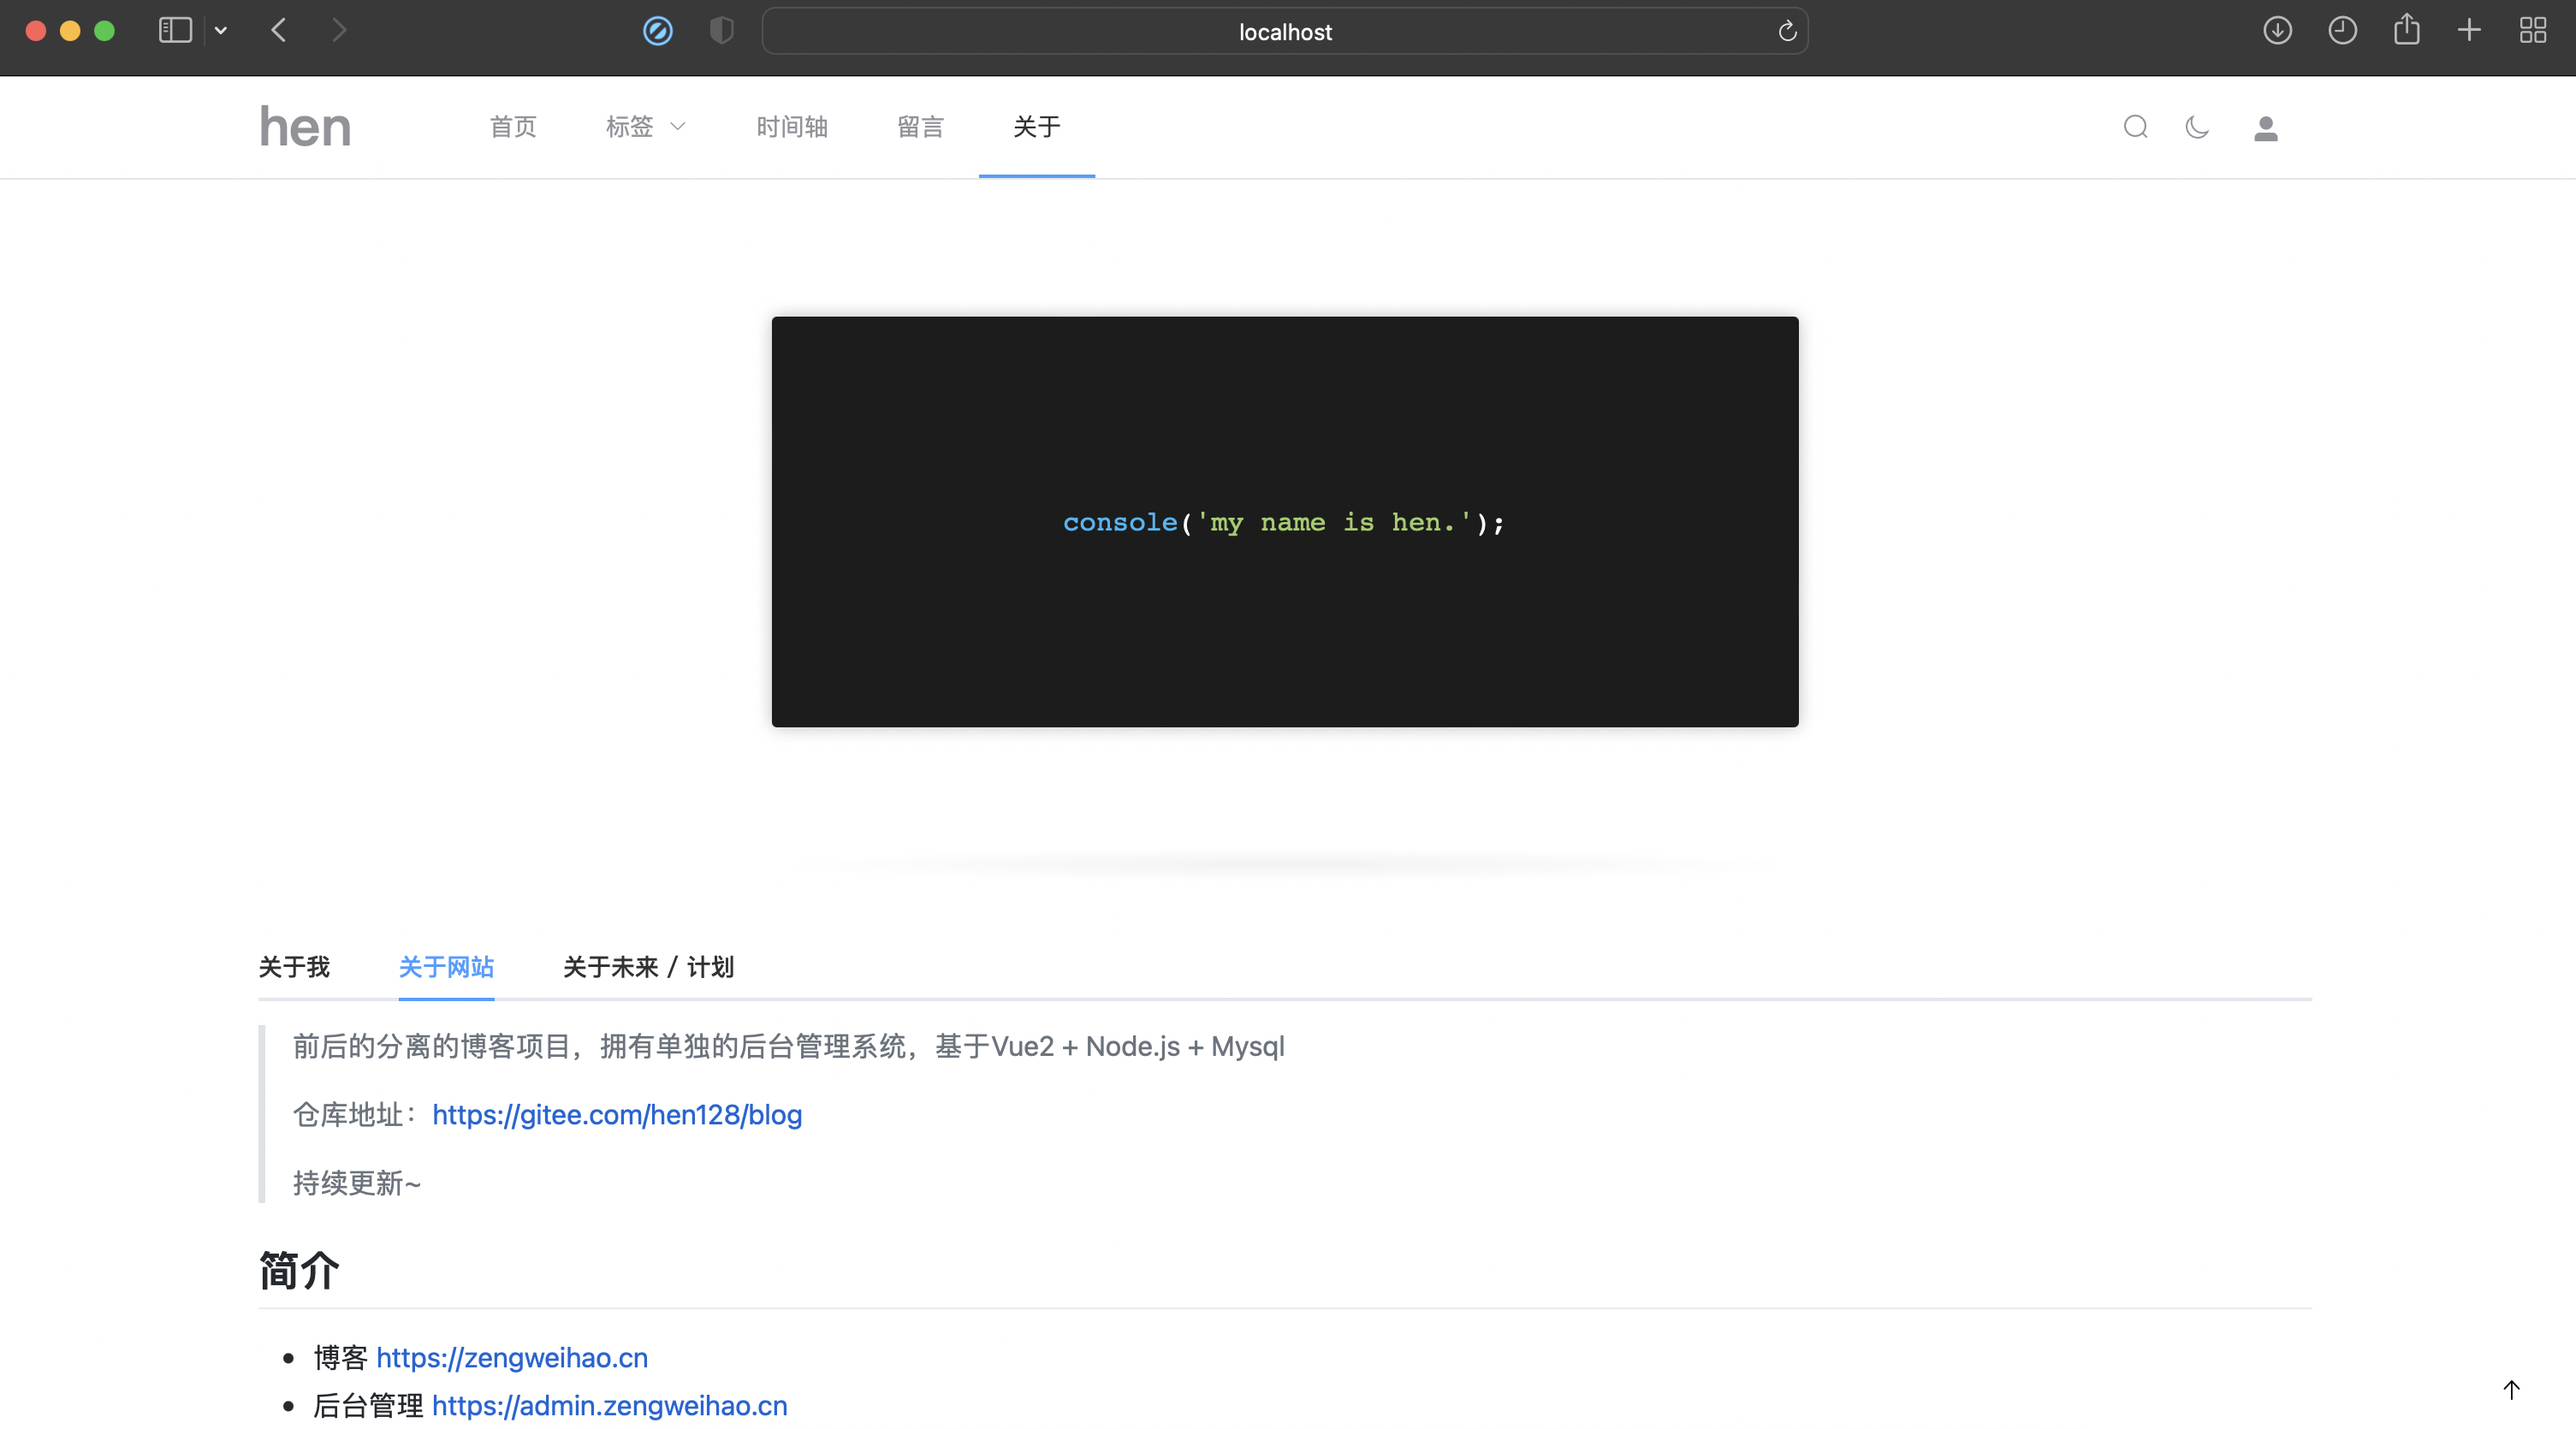 localhost
hen
首页 标签 时间轴 留言 关于
console('my name is hen.');
关于我 关于网站 关于未来 / 计划
前后的分离的博客项目，拥有单独的后台管理系统，基于Vue2 + Node.js + Mysql
仓库地址：https://gitee.com/hen128/blog
持续更新~
简介
博客 https://zengweihao.cn
后台管理 https://admin.zengweihao.cn